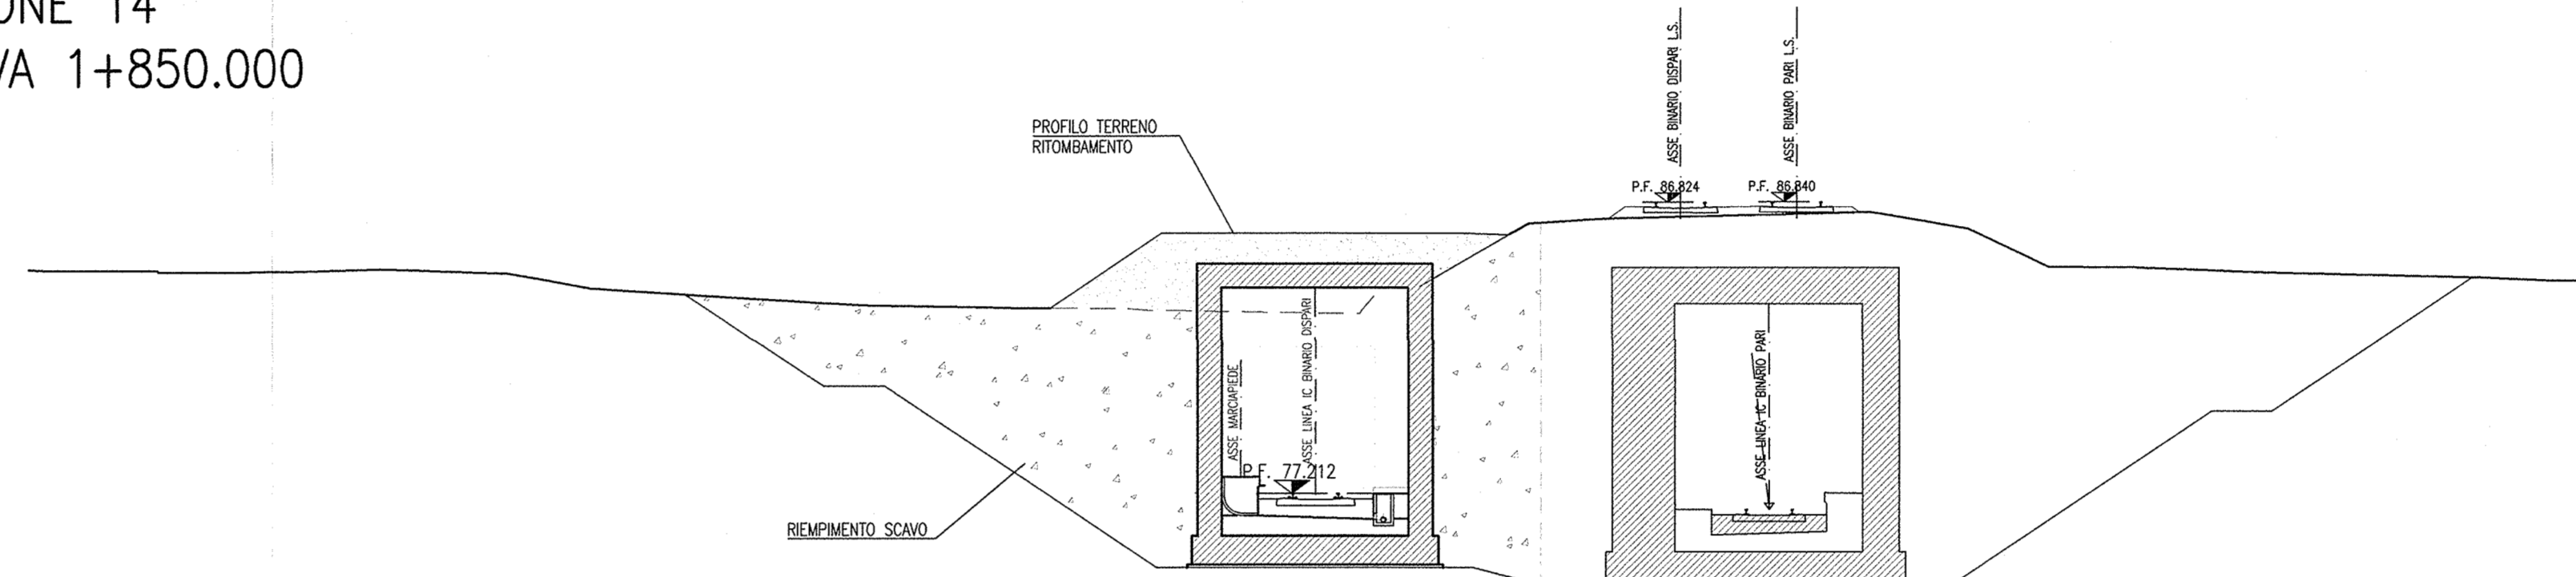 ONE 14
VA 1+850.000
PROFILO TERRENO
RITOMBAMENTO
ASSE BINARIO DISPARI L.S.
ASSE BINARIO PARI L.S.
P.F. 86.824
P.F. 86.840
ASSE MARCIAPIEDE
ASSE LINEA IC BINARIO DISPARI
P.F. 77.212
ASSE LINEA IC BINARIO PARI
RIEMPIMENTO SCAVO